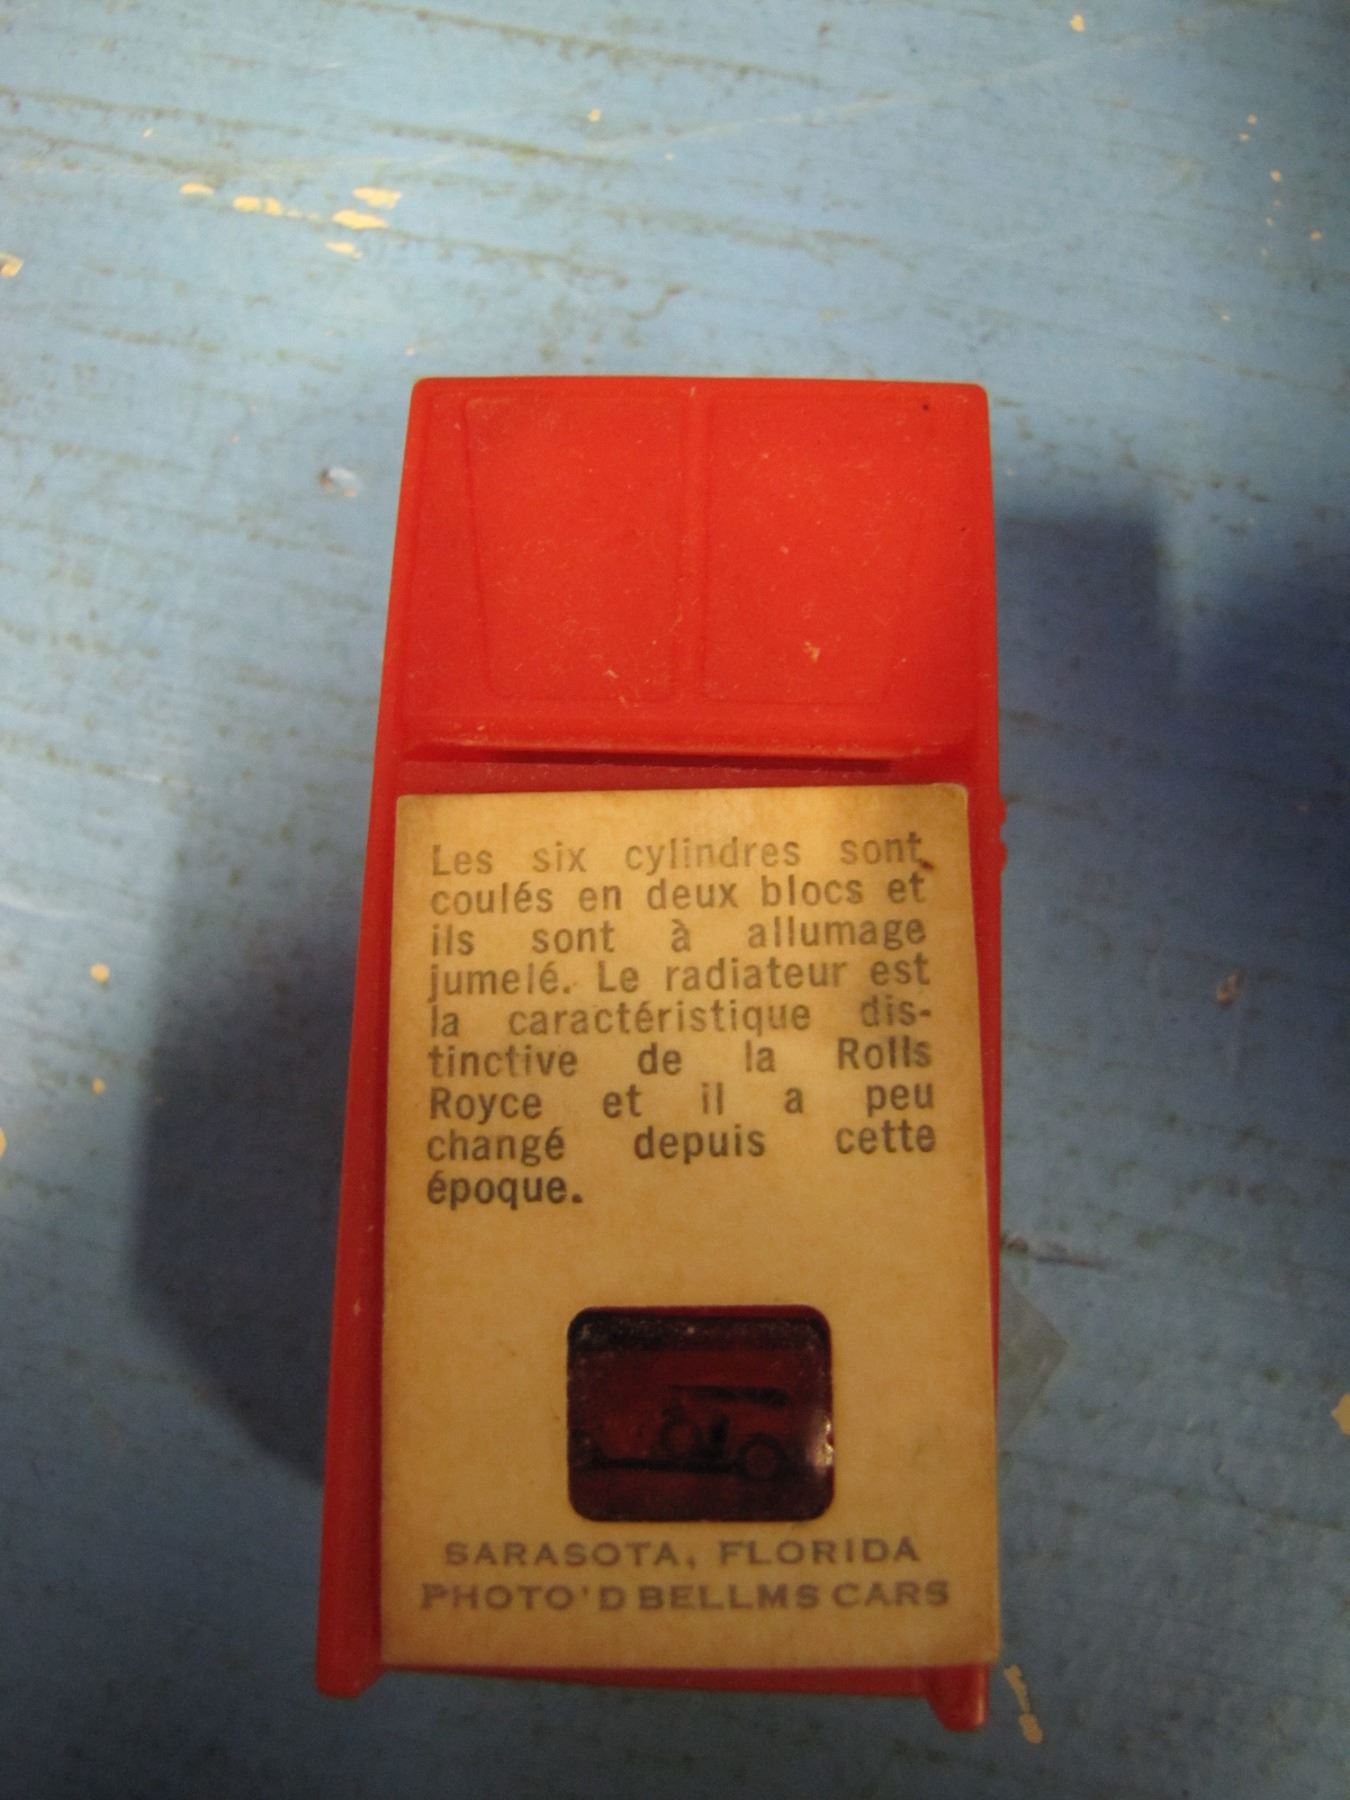 Les six cylindres sont
coulés en deux blocs et
ils sont à allumage
jumelé. Le radiateur est
la caractéristique dis-
tinctive de la Rolls
Royce et il a peu
changé depuis cette
époque.
SARASOTA, FLORIDA
PHOTO'D BELLMS CARS